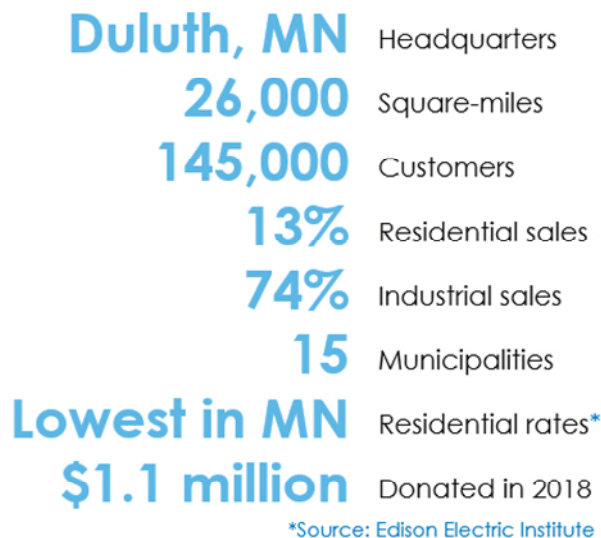 Duluth, MN Headquarters
26,000 Square-miles
145,000 Customers
13% Residential sales
74% Industrial sales
15 Municipalities
Lowest in MN Residential rates*
$1.1 million Donated in 2018
*Source: Edison Electric Institute